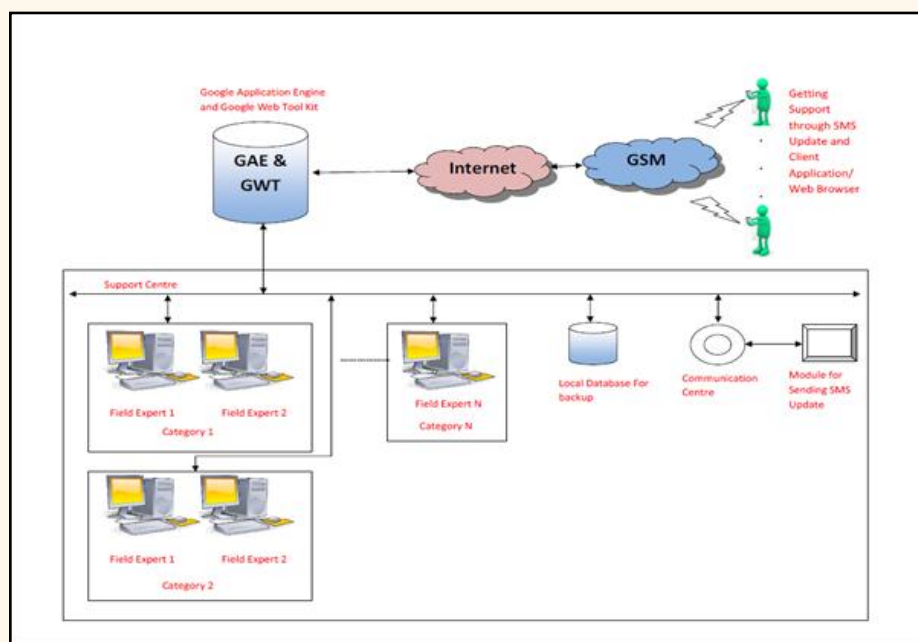 Google Application Engine
and Google Web Tool Kit
GAE &
GWT
Internet
GSM
Getting
Support
through SMS
Update and
Client
Application/
Web Browser
Support Centre
Field Expert 1
Field Expert 2
Category 1
Field Expert N
Category N
Local Database For
backup
Communication
Centre
Module for
Sending SMS
Update
Field Expert 1
Field Expert 2
Category 2